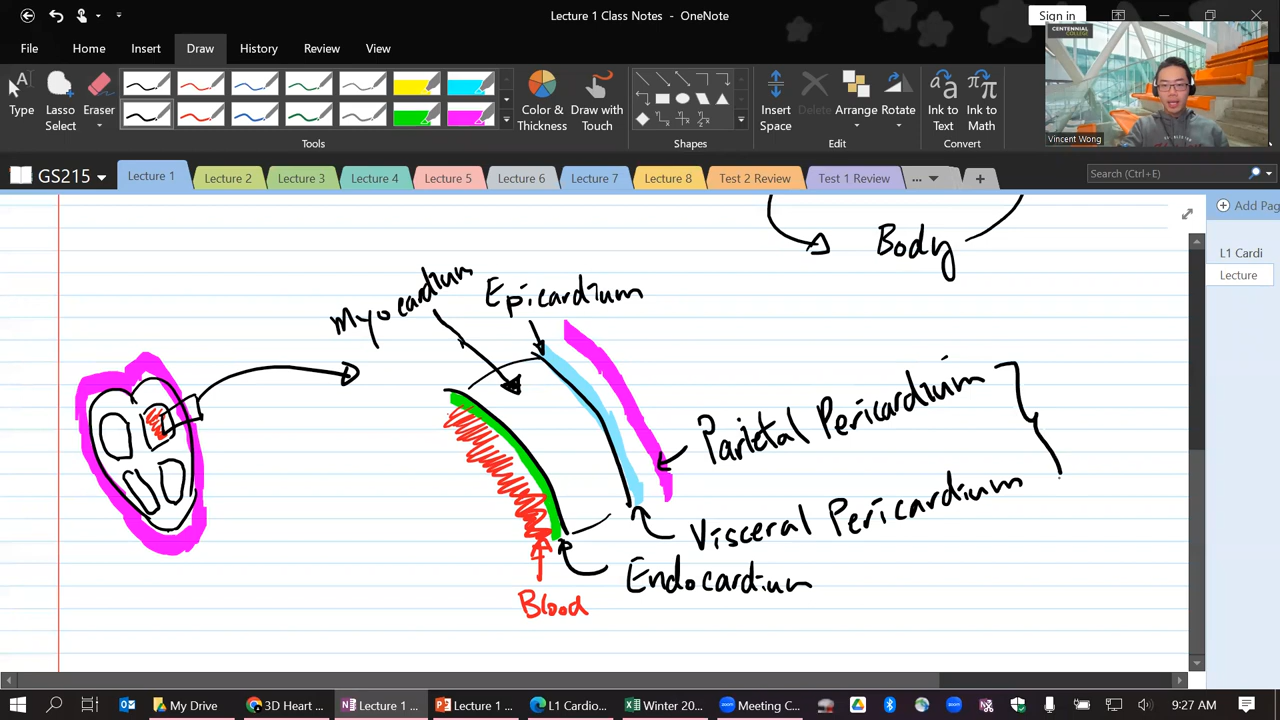 Lecture 1 Class Notes - OneNote
Sign in
File Home Insert Draw History Review View
CENTENNIAL COLLEGE
Type
Lasso Select
Eraser
Color & Thickness
Draw with Touch
Insert Space
Delete
Arrange
Rotate
Ink to Text
Ink to Math
Tools
Shapes
Edit
Convert
Vincent Wong
GS215
Lecture 1
Lecture 2
Lecture 3
Lecture 4
Lecture 5
Lecture 6
Lecture 7
Lecture 8
Test 2 Review
Test 1 Review
...
Search (Ctrl+E)
Add Pag
L1 Cardi
Lecture
Body
Myocardium
Epicardium
Parietal Pericardium
Visceral Pericardium
Endocardium
Blood
My Drive
3D Heart ...
Lecture 1 ...
Lecture 1 ...
Cardio...
Winter 20...
Meeting C...
9:27 AM